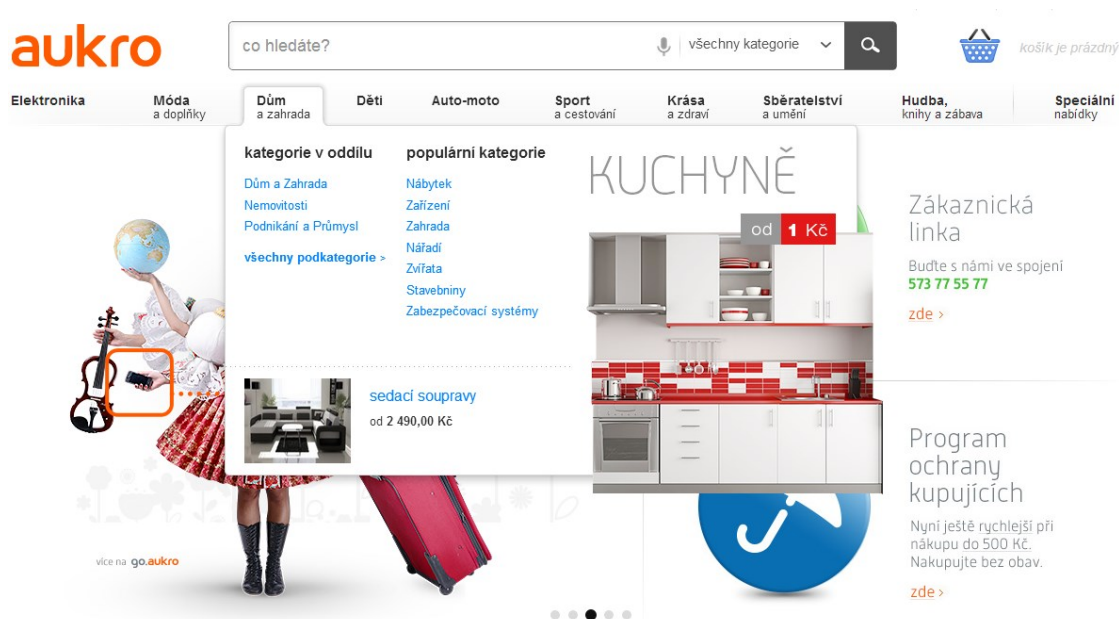 aukro
co hledáte?
všechny kategorie
košík je prázdný
Elektronika
Móda
a doplňky
Dům
a zahrada
Děti
Auto-moto
Sport
a cestování
Krása
a zdraví
Sběratelství
a umění
Hudba,
knihy a zábava
Speciální
nabídky
kategorie v oddílu
Dům a Zahrada
Nemovitosti
Podnikání a Průmysl
všechny podkategorie >
populární kategorie
Nábytek
Zařízení
Zahrada
Nářadí
Zvířata
Stavebniny
Zabezpečovací systémy
sedací soupravy
od 2 490,00 Kč
KUCHYNĚ
od 1 Kč
Zákaznická
linka
Buďte s námi ve spojení
573 77 55 77
zde >
Program
ochrany
kupujících
Nyní ještě rychlejší při
nákupu do 500 Kč.
Nakupujte bez obav.
zde >
více na go.aukro